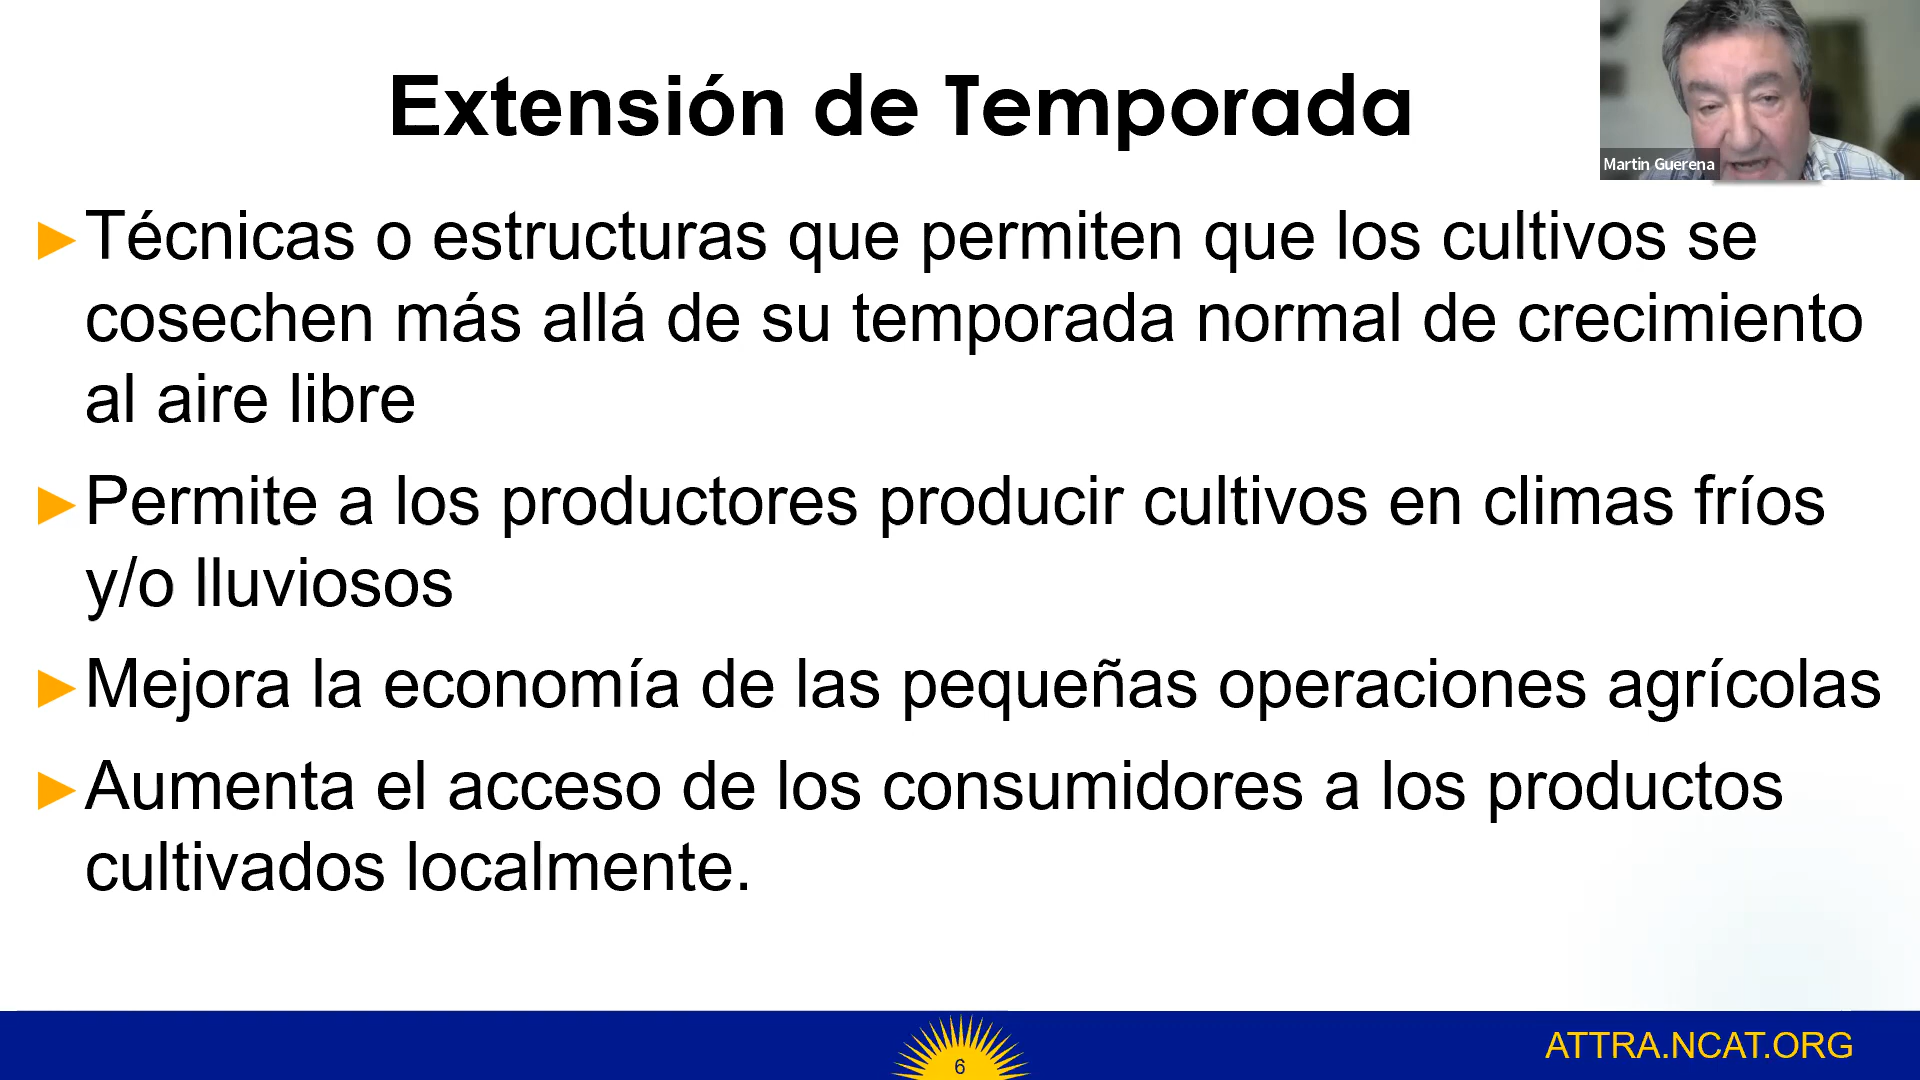 Extensión de Temporada
Martin Guerena
►Técnicas o estructuras que permiten que los cultivos se
cosechen más allá de su temporada normal de crecimiento
al aire libre
►Permite a los productores producir cultivos en climas fríos
y/o lluviosos
►Mejora la economía de las pequeñas operaciones agrícolas
►Aumenta el acceso de los consumidores a los productos
cultivados localmente.
6
ATTRA.NCAT.ORG